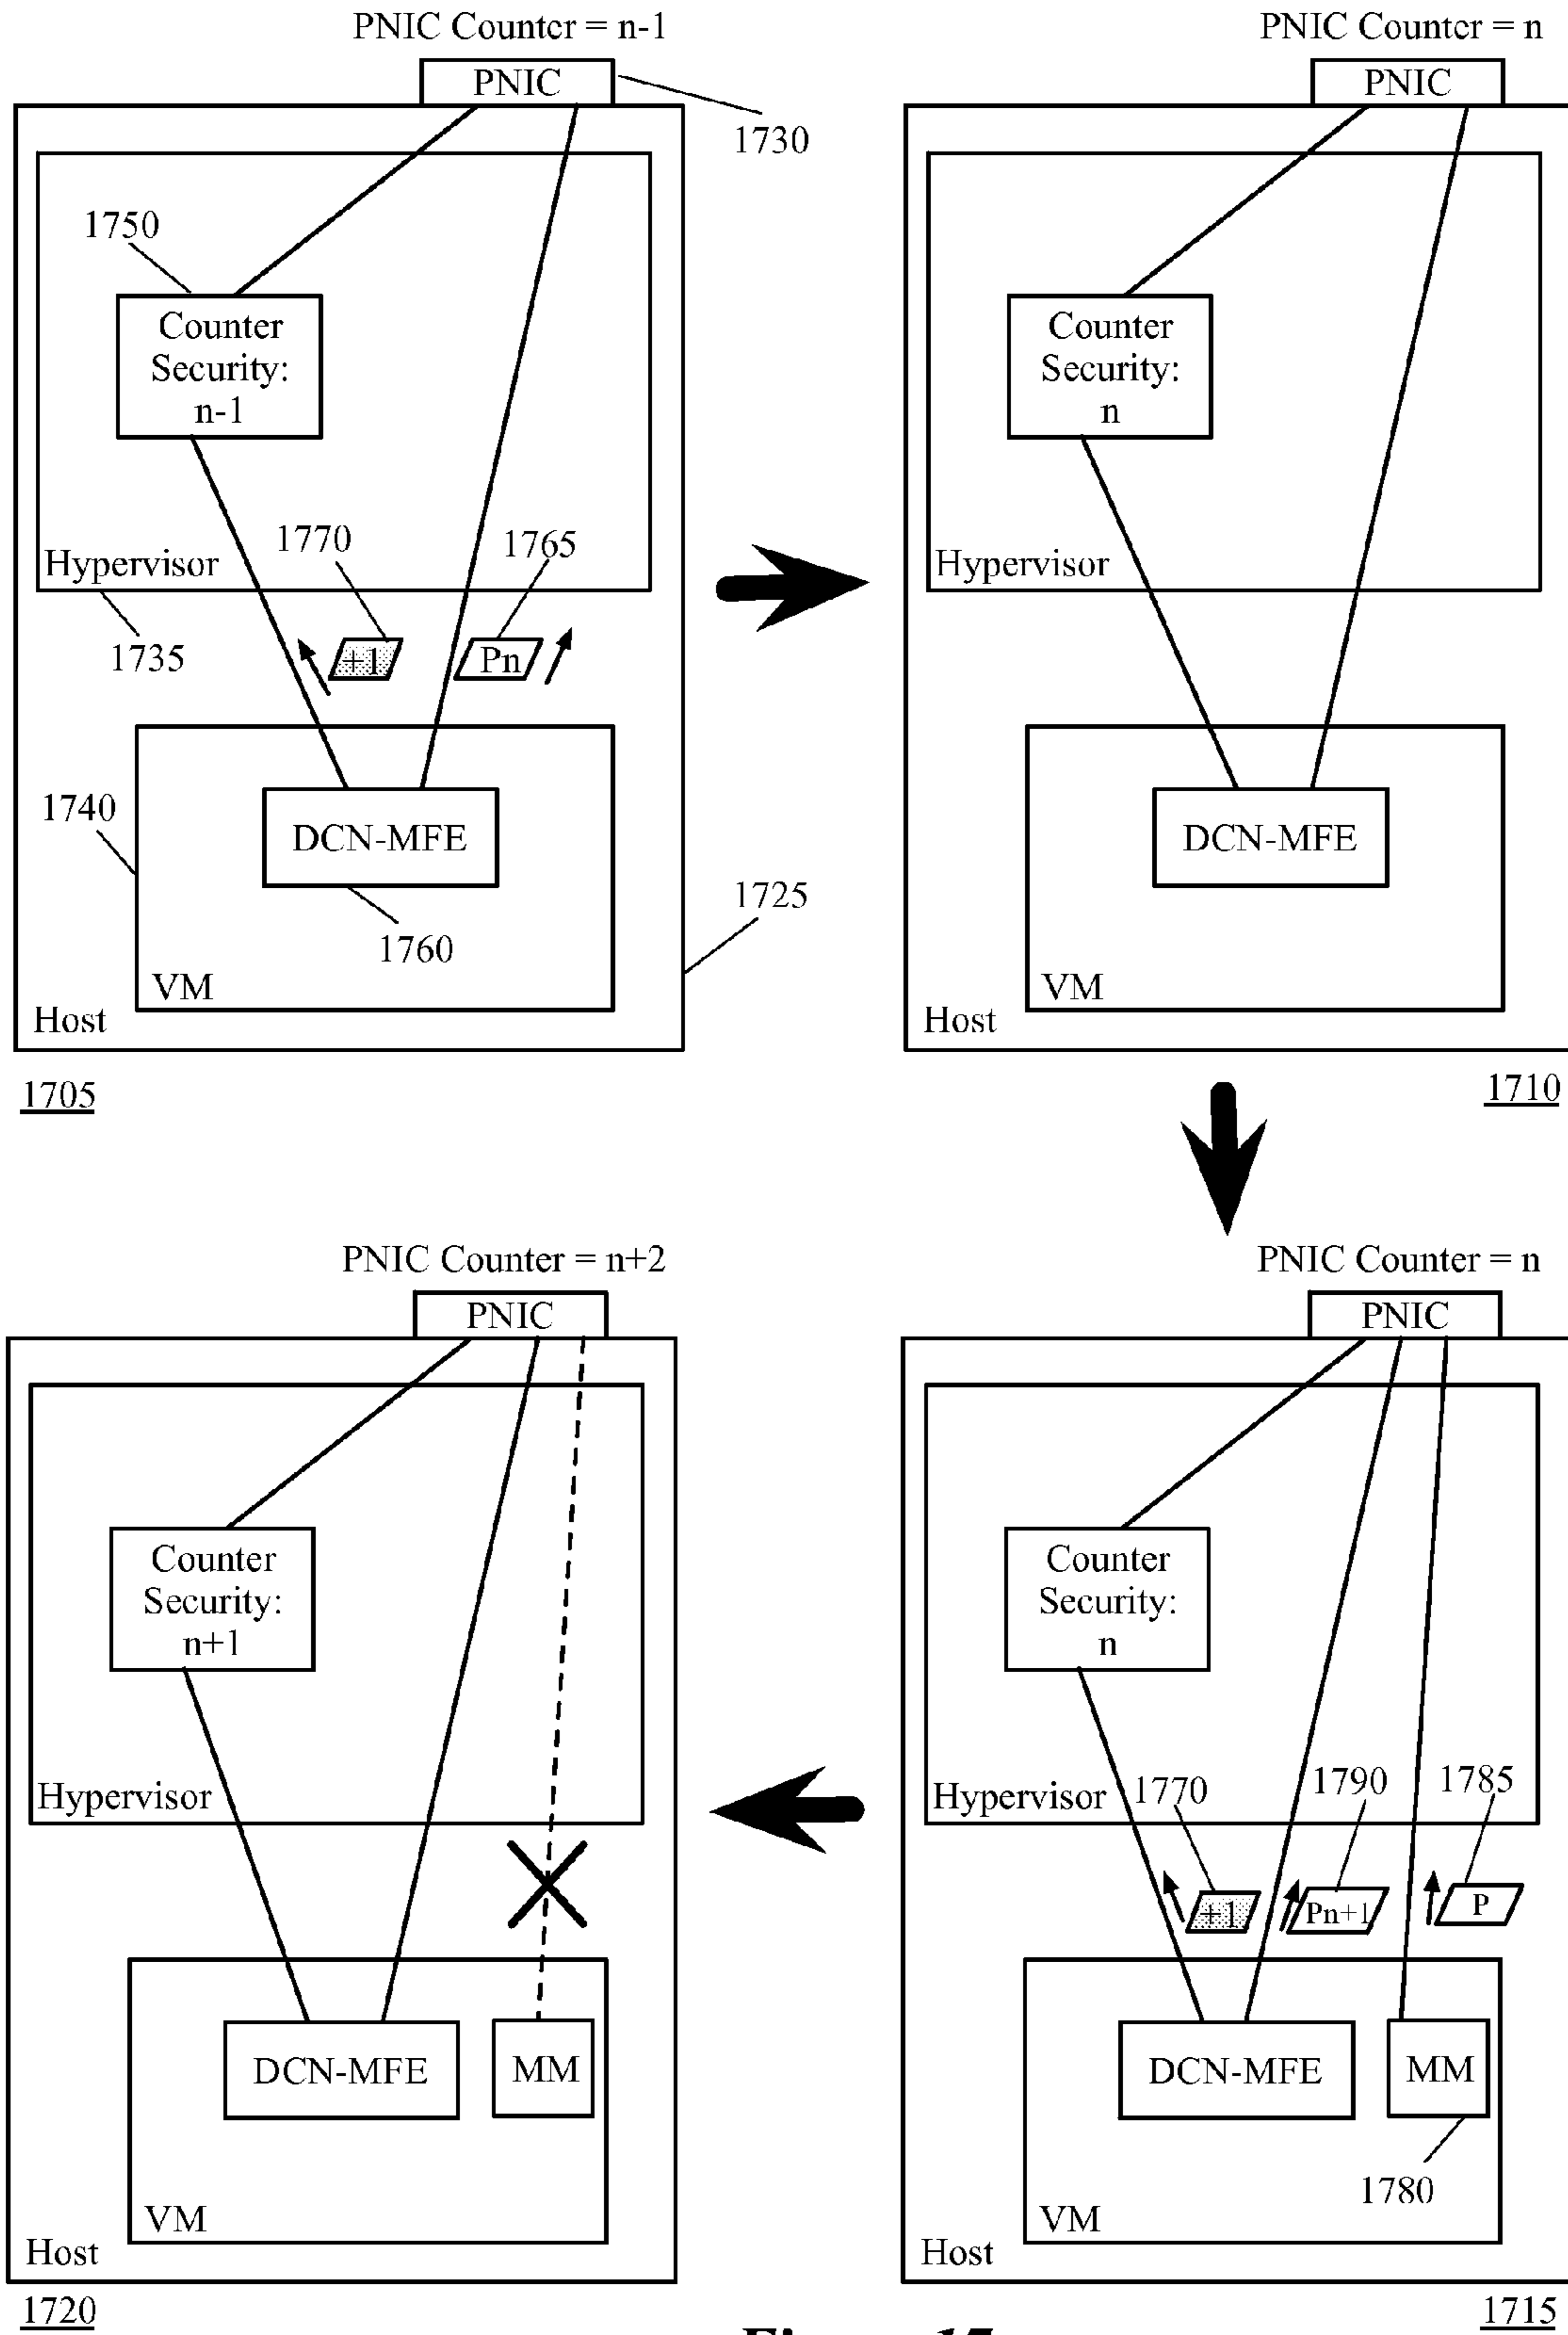 PNIC Counter = n-1
PNIC
1730
1750
Counter
Security:
n-1
1770
1765
Hypervisor
1735
+1
Pn
1740
DCN-MFE
1725
1760
VM
Host
1705
PNIC Counter = n
PNIC
Counter
Security:
n
Hypervisor
DCN-MFE
VM
Host
1710
PNIC Counter = n+2
PNIC
Counter
Security:
n+1
Hypervisor
DCN-MFE
MM
VM
Host
1720
PNIC Counter = n
PNIC
Counter
Security:
n
Hypervisor
1770
1790
1785
+1
Pn+1
P
DCN-MFE
MM
1780
VM
Host
1715